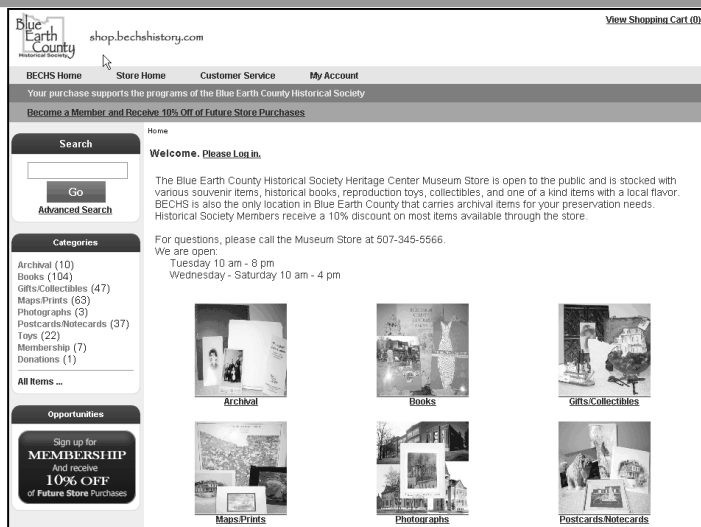 Blue
Earth
County
Historical Society
shop.bechshistory.com
View Shopping Cart (0)
BECHS Home
Store Home
Customer Service
My Account
Your purchase supports the programs of the Blue Earth County Historical Society
Become a Member and Receive 10% Off of Future Store Purchases
Home
Search
Go
Advanced Search
Categories
Archival (10)
Books (104)
Gifts/Collectibles (47)
Maps/Prints (63)
Photographs (3)
Postcards/Notecards (37)
Toys (22)
Membership (7)
Donations (1)
All Items ...
Opportunities
Sign up for
MEMBERSHIP
And receive
10% OFF
of Future Store Purchases
Welcome. Please Log in.
The Blue Earth County Historical Society Heritage Center Museum Store is open to the public and is stocked with
various souvenir items, historical books, reproduction toys, collectibles, and one of a kind items with a local flavor.
BECHS is also the only location in Blue Earth County that carries archival items for your preservation needs.
Historical Society Members receive a 10% discount on most items available through the store.
For questions, please call the Museum Store at 507-345-5566.
We are open:
Tuesday 10 am - 8 pm
Wednesday - Saturday 10 am - 4 pm
Archival
Books
Gifts/Collectibles
Maps/Prints
Photographs
Postcards/Notecards